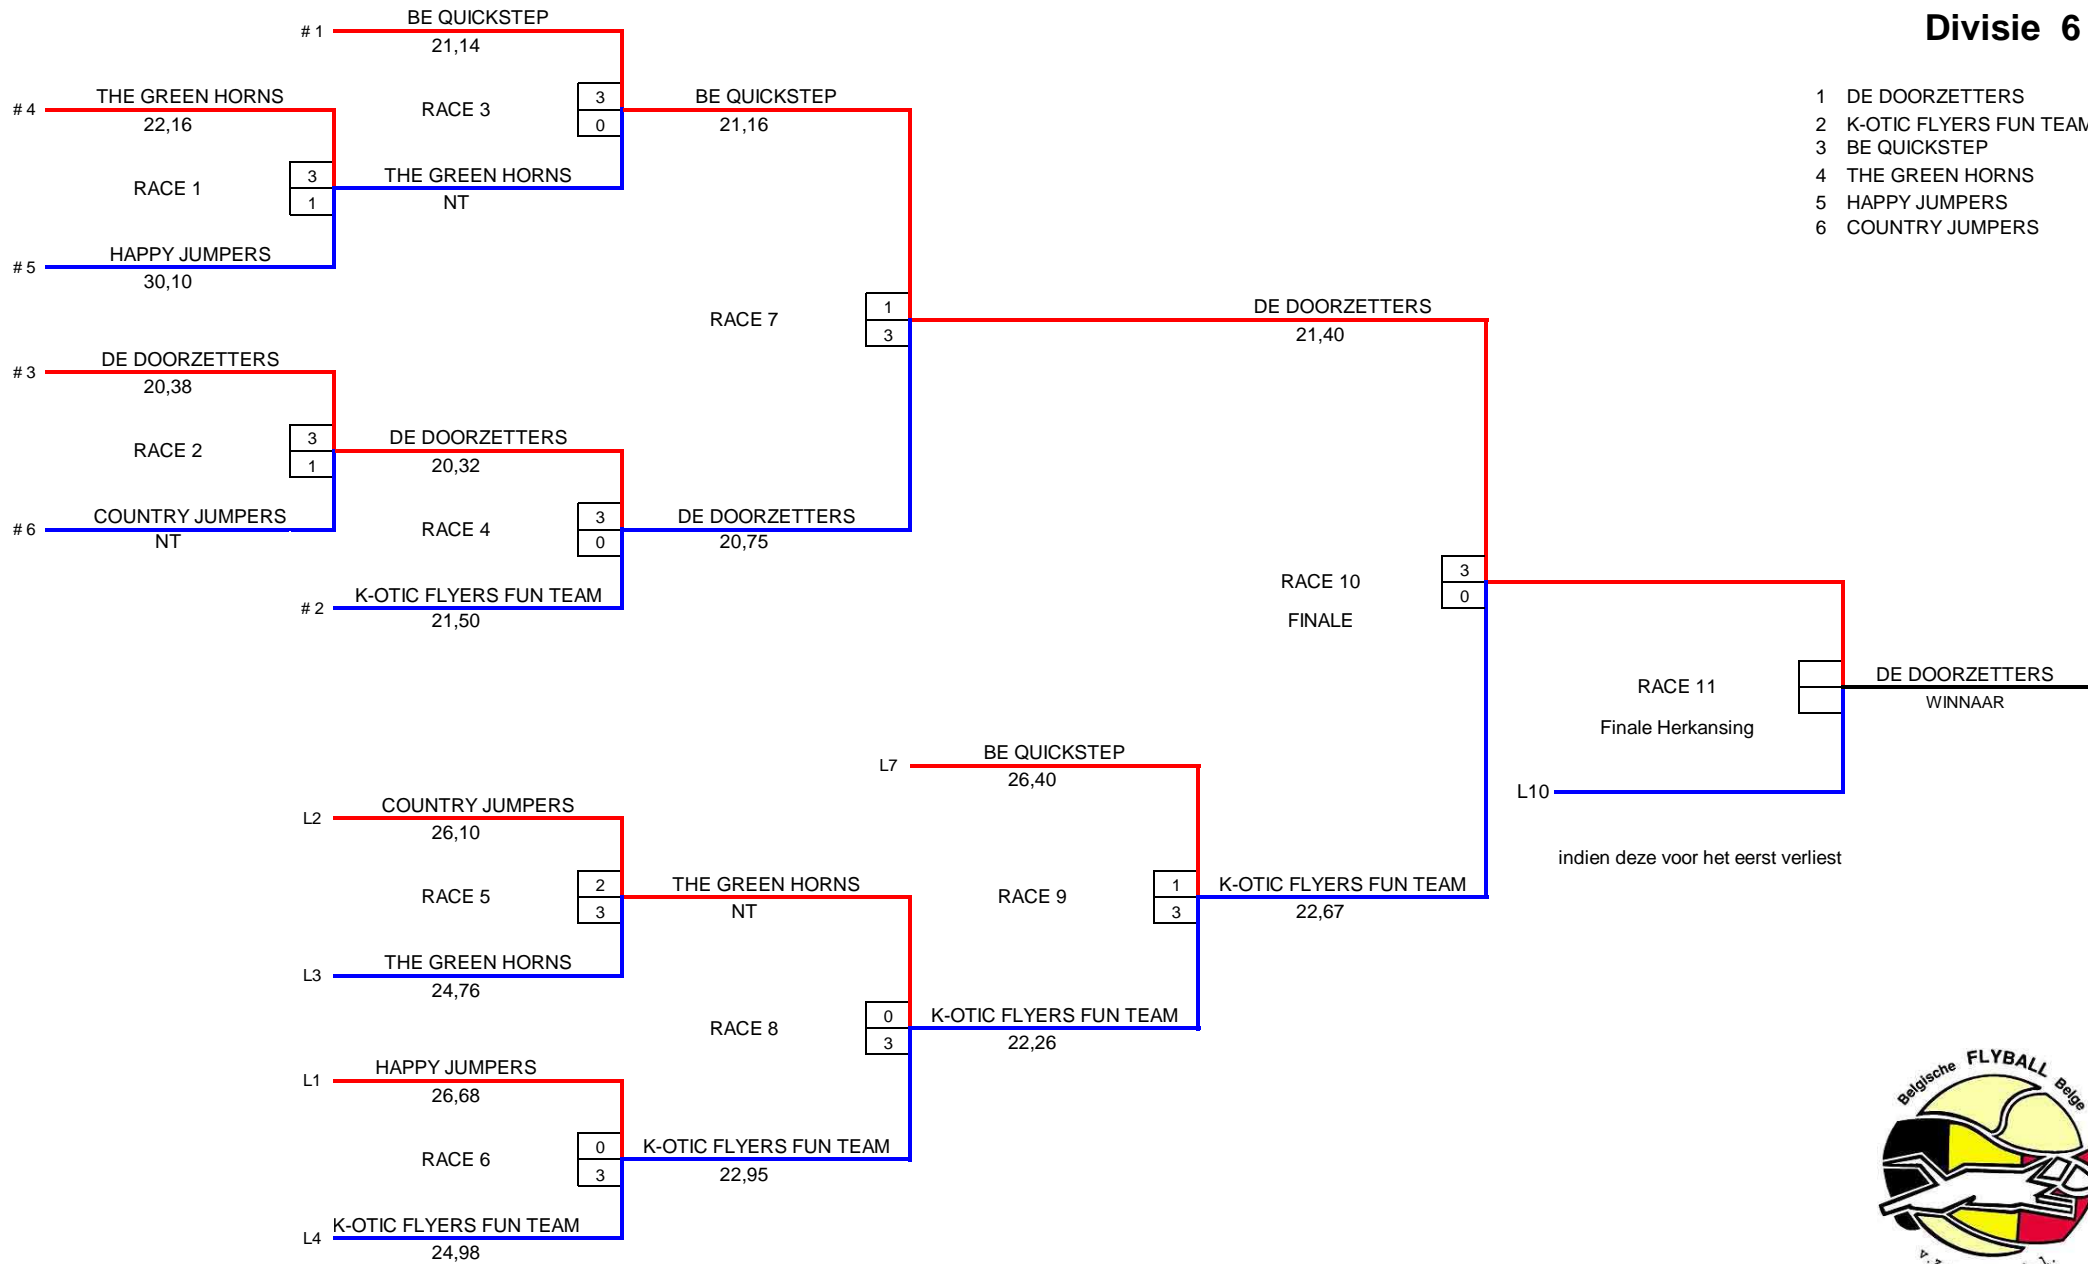 Divisie 6
1 DE DOORZETTERS
2 K-OTIC FLYERS FUN TEAM
3 BE QUICKSTEP
4 THE GREEN HORNS
5 HAPPY JUMPERS
6 COUNTRY JUMPERS
# 1
BE QUICKSTEP
21,14
# 4
THE GREEN HORNS
22,16
RACE 3
3
0
BE QUICKSTEP
21,16
RACE 1
3
1
THE GREEN HORNS
NT
# 5
HAPPY JUMPERS
30,10
RACE 7
1
3
DE DOORZETTERS
21,40
# 3
DE DOORZETTERS
20,38
RACE 2
3
1
DE DOORZETTERS
20,32
# 6
COUNTRY JUMPERS
NT
RACE 4
3
0
DE DOORZETTERS
20,75
# 2
K-OTIC FLYERS FUN TEAM
21,50
RACE 10
FINALE
3
0
RACE 11
Finale Herkansing
DE DOORZETTERS
WINNAAR
L10
indien deze voor het eerst verliest
L7
BE QUICKSTEP
26,40
L2
COUNTRY JUMPERS
26,10
RACE 5
2
3
THE GREEN HORNS
NT
RACE 9
1
3
K-OTIC FLYERS FUN TEAM
22,67
L3
THE GREEN HORNS
24,76
RACE 8
0
3
K-OTIC FLYERS FUN TEAM
22,26
L1
HAPPY JUMPERS
26,68
RACE 6
0
3
K-OTIC FLYERS FUN TEAM
22,95
L4
K-OTIC FLYERS FUN TEAM
24,98
Belgische FLYBALL Belge